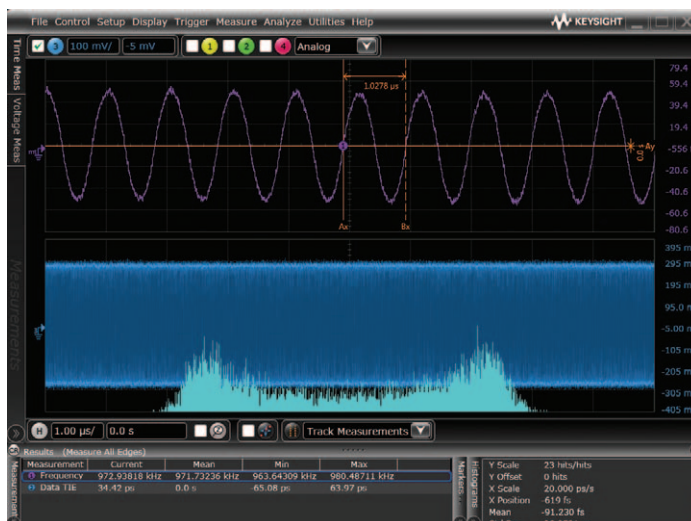 File Control Setup Display Trigger Measure Analyze Utilities Help
KEYSIGHT
3 100 mV/ -5 mV 1 2 4 Analog
Time Meas
Voltage Meas
Measurements
1.0278 µs
79.4
59.4
39.4
19.4
-556
-20.6
-40.6
-60.6
-80.6
Ay
0.0 s
Ax
Bx
395 m
295 m
195 m
95.0 m
-5.00 m
-105 m
-205 m
-305 m
-405 m
H 1.00 µs/ 0.0 s Track Measurements
Results (Measure All Edges)
Measurement Current Mean Min Max
Frequency 972.93818 kHz 971.73236 kHz 963.64309 kHz 980.48711 kHz
Data TIE 34.42 ps 0.0 s -65.08 ps 63.97 ps
Measurement
Markers
Histograms
Y Scale 23 hits/hits
Y Offset 0 hits
X Scale 20.000 ps/s
X Position -619 fs
Mean -91.230 fs